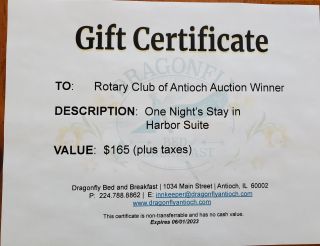 Gift Certificate
DRAGONFLY
TO: Rotary Club of Antioch Auction Winner
DESCRIPTION: One Night's Stay in
Harbor Suite
VALUE: $165 (plus taxes)
Dragonfly Bed and Breakfast | 1034 Main Street | Antioch, IL 60002
P: 224.788.8862 | E: innkeeper@dragonflyantioch.com
www.dragonflyantioch.com
This certificate is non-transferrable and has no cash value.
Expires 06/01/2023